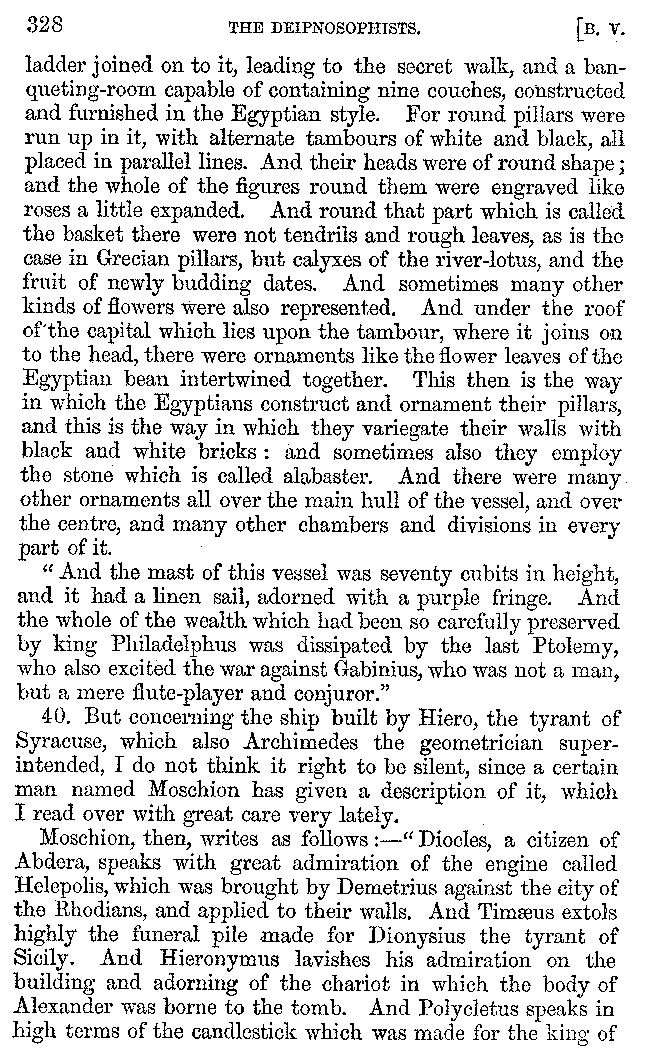 328 THE DEIPNOSOPHISTS. [B. V.
ladder joined on to it, leading to the secret walk, and a ban-
queting-room capable of containing nine couches, constructed
and furnished in the Egyptian style. For round pillars were
run up in it, with alternate tambours of white and black, all
placed in parallel lines. And their heads were of round shape;
and the whole of the figures round them were engraved like
roses a little expanded. And round that part which is called
the basket there were not tendrils and rough leaves, as is the
case in Grecian pillars, but calyxes of the river-lotus, and the
fruit of newly budding dates. And sometimes many other
kinds of flowers were also represented. And under the roof
of the capital which lies upon the tambour, where it joins on
to the head, there were ornaments like the flower leaves of the
Egyptian bean intertwined together. This then is the way
in which the Egyptians construct and ornament their pillars,
and this is the way in which they variegate their walls with
black and white bricks: and sometimes also they employ
the stone which is called alabaster. And there were many
other ornaments all over the main hull of the vessel, and over
the centre, and many other chambers and divisions in every
part of it.
“And the mast of this vessel was seventy cubits in height,
and it had a linen sail, adorned with a purple fringe. And
the whole of the wealth which had been so carefully preserved
by king Philadelphus was dissipated by the last Ptolemy,
who also excited the war against Gabinius, who was not a man,
but a mere flute-player and conjuror.”
40. But concerning the ship built by Hiero, the tyrant of
Syracuse, which also Archimedes the geometrician super-
intended, I do not think it right to be silent, since a certain
man named Moschion has given a description of it, which
I read over with great care very lately.
Moschion, then, writes as follows:—“Diocles, a citizen of
Abdera, speaks with great admiration of the engine called
Helepolis, which was brought by Demetrius against the city of
the Rhodians, and applied to their walls. And Timæus extols
highly the funeral pile made for Dionysius the tyrant of
Sicily. And Hieronymus lavishes his admiration on the
building and adorning of the chariot in which the body of
Alexander was borne to the tomb. And Polycletus speaks in
high terms of the candlestick which was made for the king of